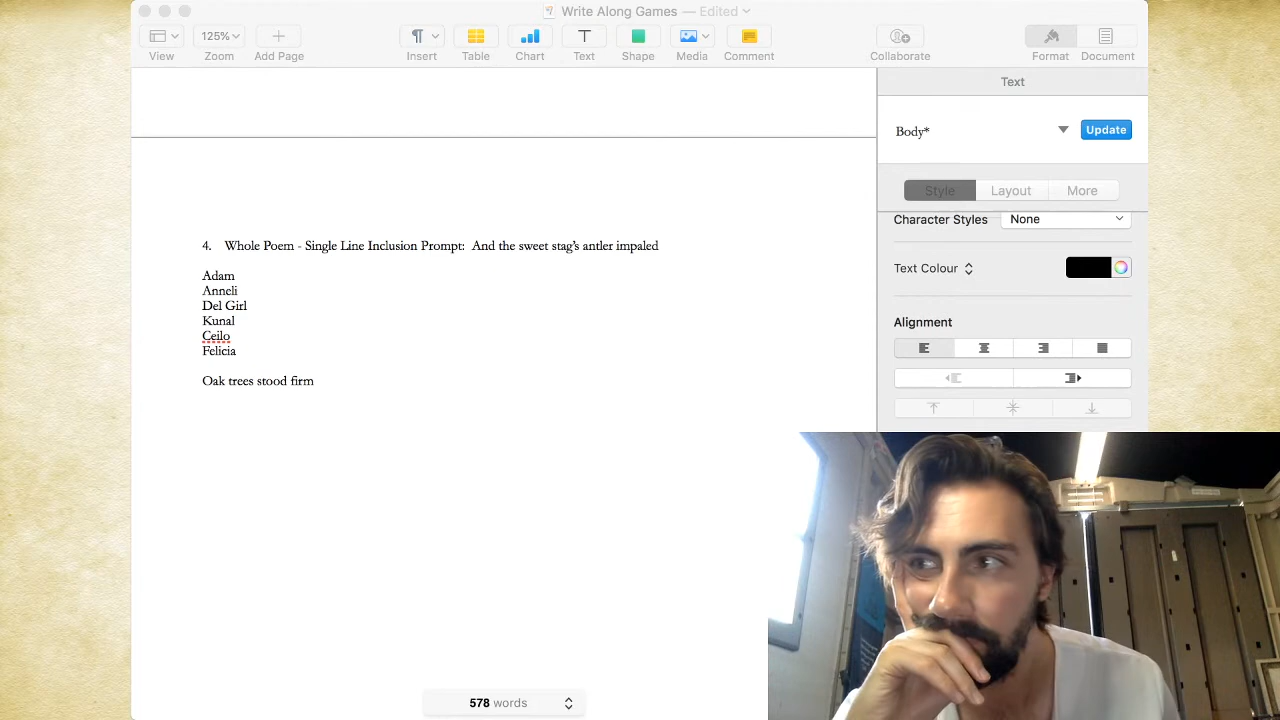 Write Along Games — Edited
125%
View Zoom Add Page Insert Table Chart Text Shape Media Comment Collaborate Format Document
Text
Body* Update
Style Layout More
Character Styles None
Text Colour
Alignment
4. Whole Poem - Single Line Inclusion Prompt: And the sweet stag's antler impaled
Adam
Anneli
Del Girl
Kunal
Ceilo
Felicia
Oak trees stood firm
578 words